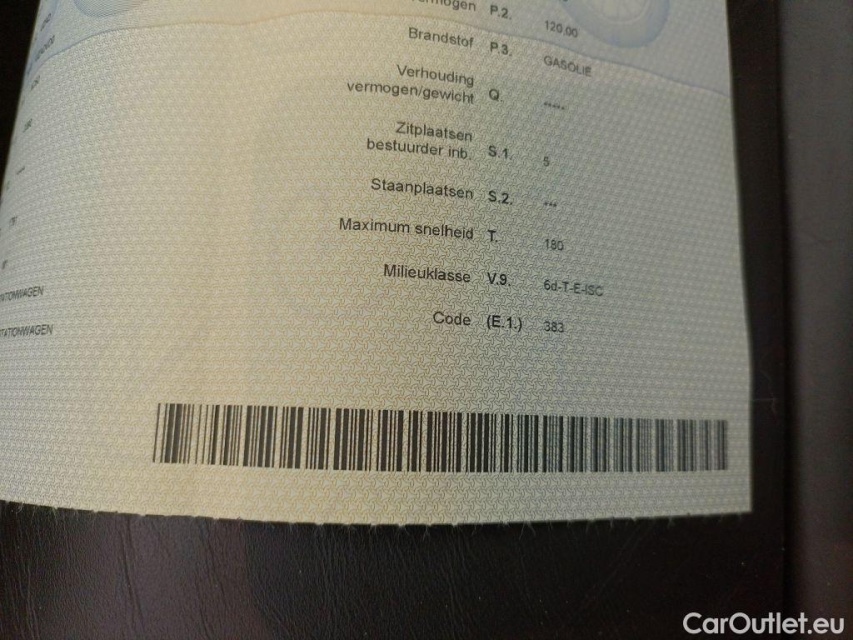 P.2. 120,00
Brandstof P.3. GASOLIE
Verhouding
vermogen/gewicht Q. .....
Zitplaatsen
bestuurder inb. S.1. 5
Staanplaatsen S.2. ...
Maximum snelheid T. 180
Milieuklasse V.9. 6d-T-E-ISC
Code (E.1.) 383
CarOutlet.eu